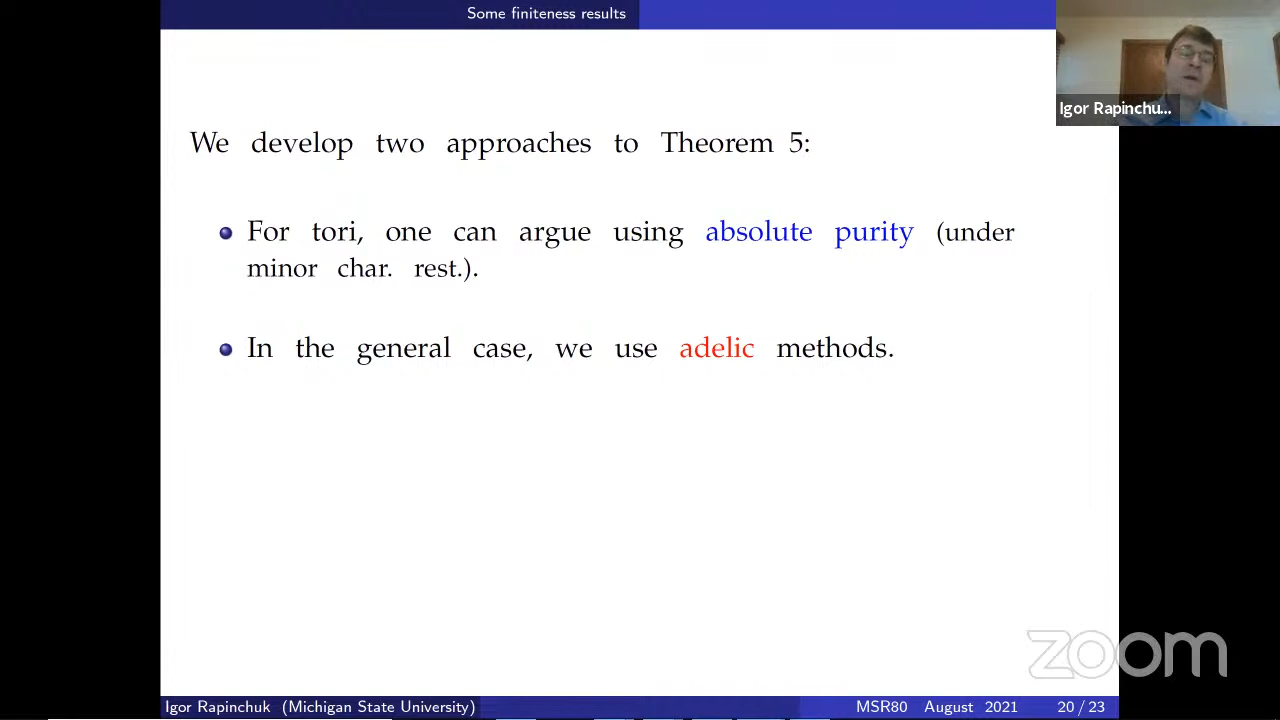 Some finiteness results
Igor Rapinchu...
We develop two approaches to Theorem 5:
For tori, one can argue using absolute purity (under
minor char. rest.).
In the general case, we use adelic methods.
zoom
Igor Rapinchuk (Michigan State University)
MSR80 August 2021 20 / 23